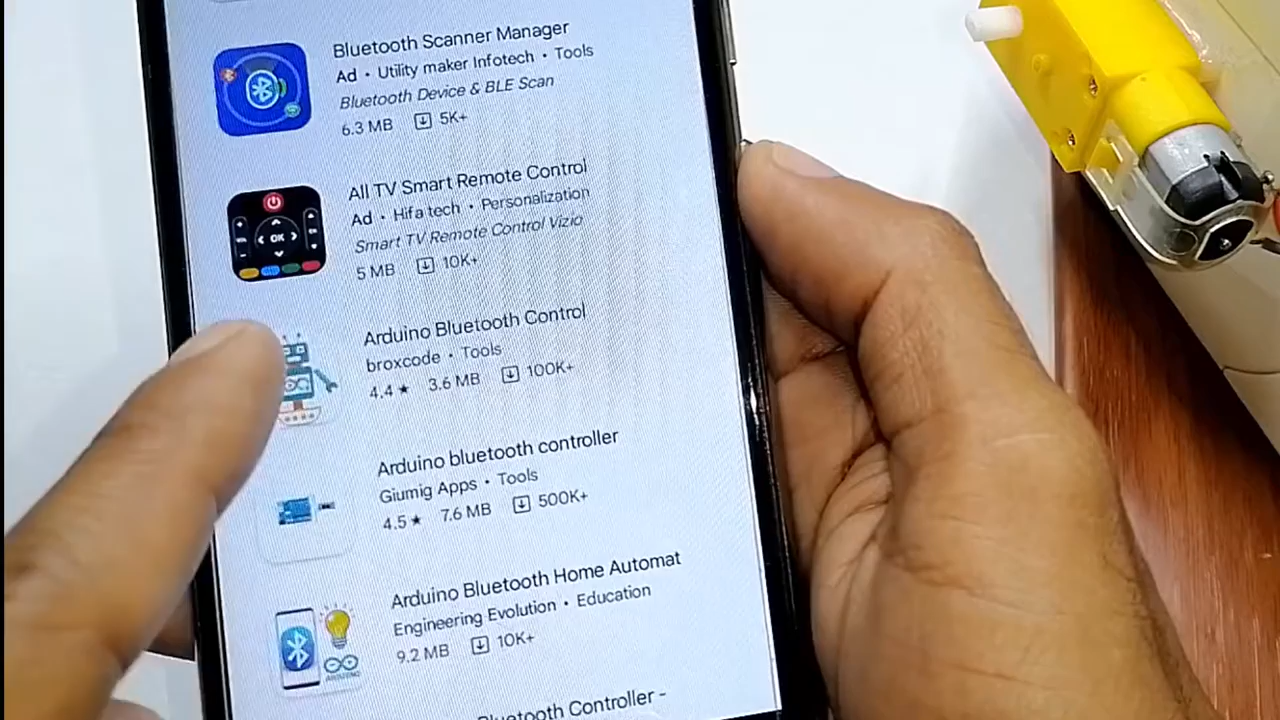 Bluetooth Scanner Manager
Ad • Utility maker Infotech • Tools
Bluetooth Device & BLE Scan
6.3 MB 5K+
OK
All TV Smart Remote Control
Ad • Hifa tech • Personalization
Smart TV Remote Control Vizio
5 MB 10K+
Arduino Bluetooth Control
broxcode • Tools
4.4 ★ 3.6 MB 100K+
Arduino bluetooth controller
Giumig Apps • Tools
4.5 ★ 7.6 MB 500K+
Arduino Bluetooth Home Automat
Engineering Evolution • Education
9.2 MB 10K+
ARDUINO
Bluetooth Controller -